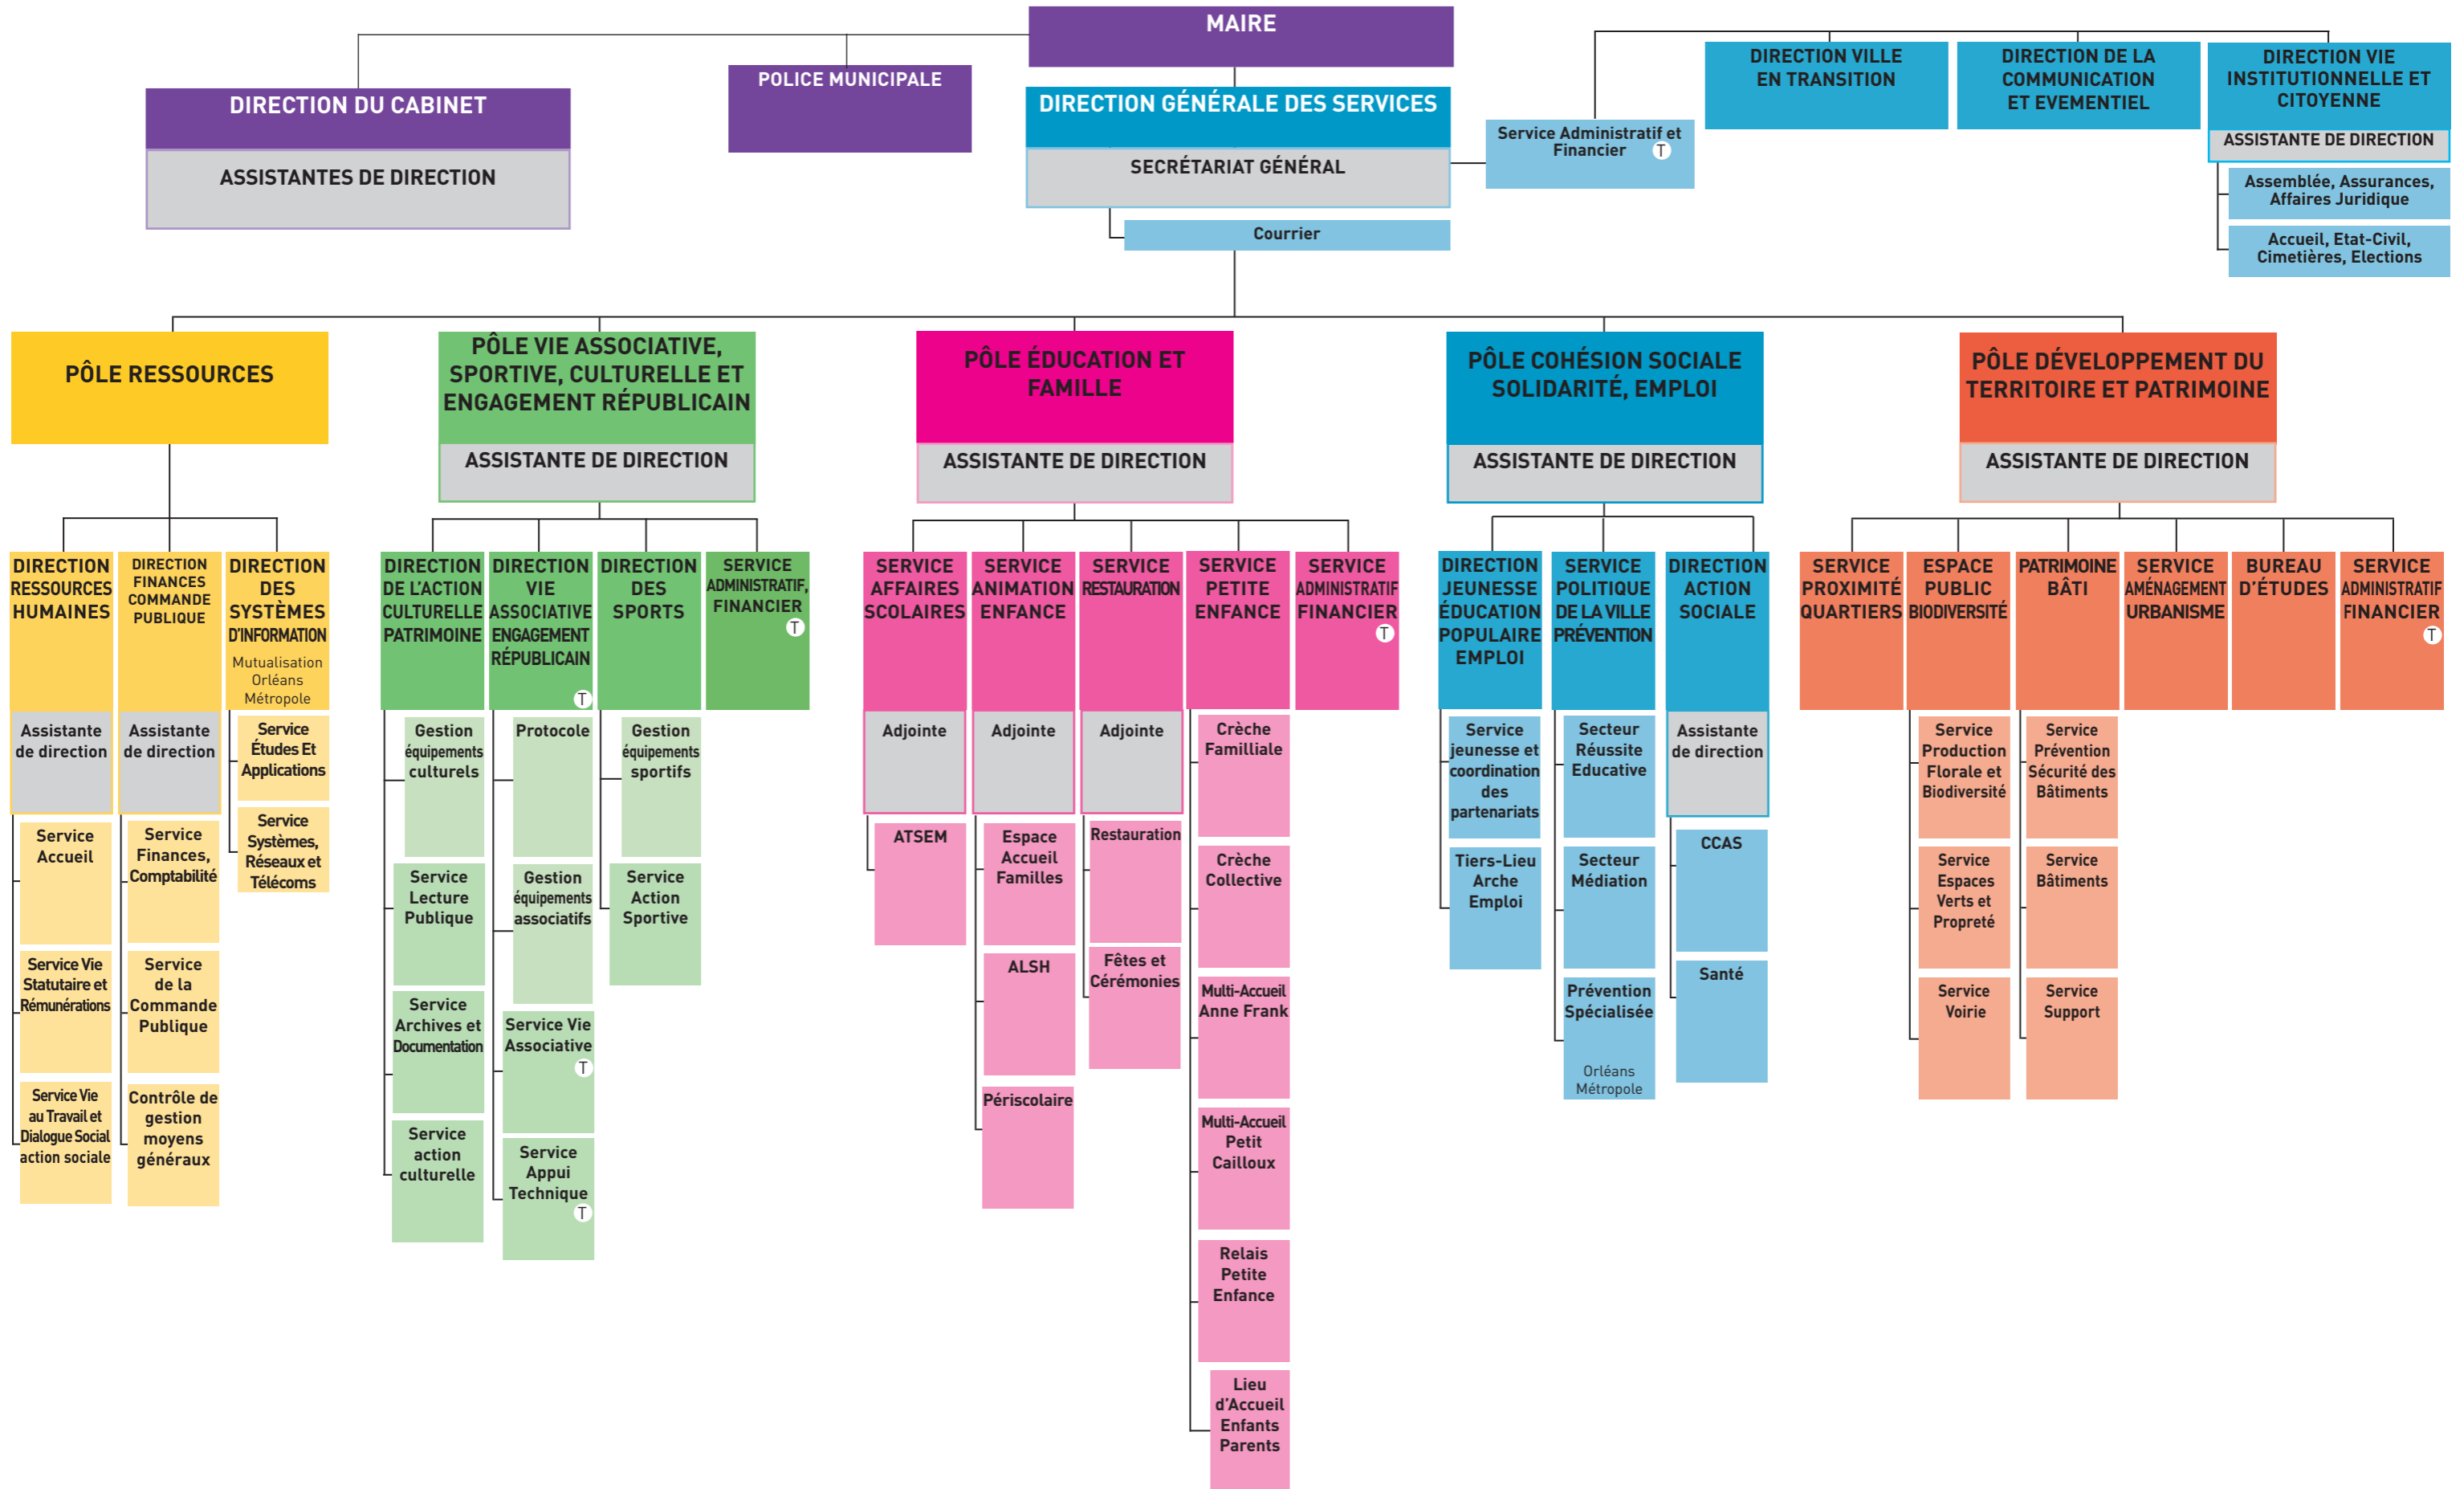 MAIRE
DIRECTION DU CABINET
ASSISTANTES DE DIRECTION
POLICE MUNICIPALE
DIRECTION GÉNÉRALE DES SERVICES
SECRÉTARIAT GÉNÉRAL
Courrier
Service Administratif et
Financier T
DIRECTION VILLE
EN TRANSITION
DIRECTION DE LA
COMMUNICATION
ET EVEMENTIEL
DIRECTION VIE
INSTITUTIONNELLE ET
CITOYENNE
ASSISTANTE DE DIRECTION
Assemblée, Assurances,
Affaires Juridique
Accueil, Etat-Civil,
Cimetières, Elections
PÔLE RESSOURCES
DIRECTION
RESSOURCES
HUMAINES
Assistante
de direction
Service
Accueil
Service Vie
Statutaire et
Rémunérations
Service Vie
au Travail et
Dialogue Social
action sociale
DIRECTION
FINANCES
COMMANDE
PUBLIQUE
Assistante
de direction
Service
Finances,
Comptabilité
Service
de la
Commande
Publique
Contrôle de
gestion
moyens
généraux
DIRECTION
DES
SYSTÈMES
D'INFORMATION
Mutualisation
Orléans
Métropole
Service
Études Et
Applications
Service
Systèmes,
Réseaux et
Télécoms
PÔLE VIE ASSOCIATIVE,
SPORTIVE, CULTURELLE ET
ENGAGEMENT RÉPUBLICAIN
ASSISTANTE DE DIRECTION
DIRECTION
DE L'ACTION
CULTURELLE
PATRIMOINE
Gestion
équipements
culturels
Service
Lecture
Publique
Service
Archives et
Documentation
Service
action
culturelle
DIRECTION
VIE
ASSOCIATIVE
ENGAGEMENT
RÉPUBLICAIN
T
Protocole
Gestion
équipements
associatifs
Service Vie
Associative
T
Service
Appui
Technique
T
DIRECTION
DES
SPORTS
Gestion
équipements
sportifs
Service
Action
Sportive
SERVICE
ADMINISTRATIF,
FINANCIER
T
PÔLE ÉDUCATION ET
FAMILLE
ASSISTANTE DE DIRECTION
SERVICE
AFFAIRES
SCOLAIRES
Adjointe
ATSEM
SERVICE
ANIMATION
ENFANCE
Adjointe
Espace
Accueil
Familles
ALSH
Périscolaire
SERVICE
RESTAURATION
Adjointe
Restauration
Fêtes et
Cérémonies
SERVICE
PETITE
ENFANCE
Crèche
Familliale
Crèche
Collective
Multi-Accueil
Anne Frank
Multi-Accueil
Petit
Cailloux
Relais
Petite
Enfance
Lieu
d'Accueil
Enfants
Parents
SERVICE
ADMINISTRATIF
FINANCIER
T
PÔLE COHÉSION SOCIALE
SOLIDARITÉ, EMPLOI
ASSISTANTE DE DIRECTION
DIRECTION
JEUNESSE
ÉDUCATION
POPULAIRE
EMPLOI
Service
jeunesse et
coordination
des
partenariats
Tiers-Lieu
Arche
Emploi
SERVICE
POLITIQUE
DE LA VILLE
PRÉVENTION
Secteur
Réussite
Educative
Secteur
Médiation
Prévention
Spécialisée
Orléans
Métropole
DIRECTION
ACTION
SOCIALE
Assistante
de direction
CCAS
Santé
PÔLE DÉVELOPPEMENT DU
TERRITOIRE ET PATRIMOINE
ASSISTANTE DE DIRECTION
SERVICE
PROXIMITÉ
QUARTIERS
ESPACE
PUBLIC
BIODIVERSITÉ
Service
Production
Florale et
Biodiversité
Service
Espaces
Verts et
Propreté
Service
Voirie
PATRIMOINE
BÂTI
Service
Prévention
Sécurité des
Bâtiments
Service
Bâtiments
Service
Support
SERVICE
AMÉNAGEMENT
URBANISME
BUREAU
D'ÉTUDES
SERVICE
ADMINISTRATIF
FINANCIER
T